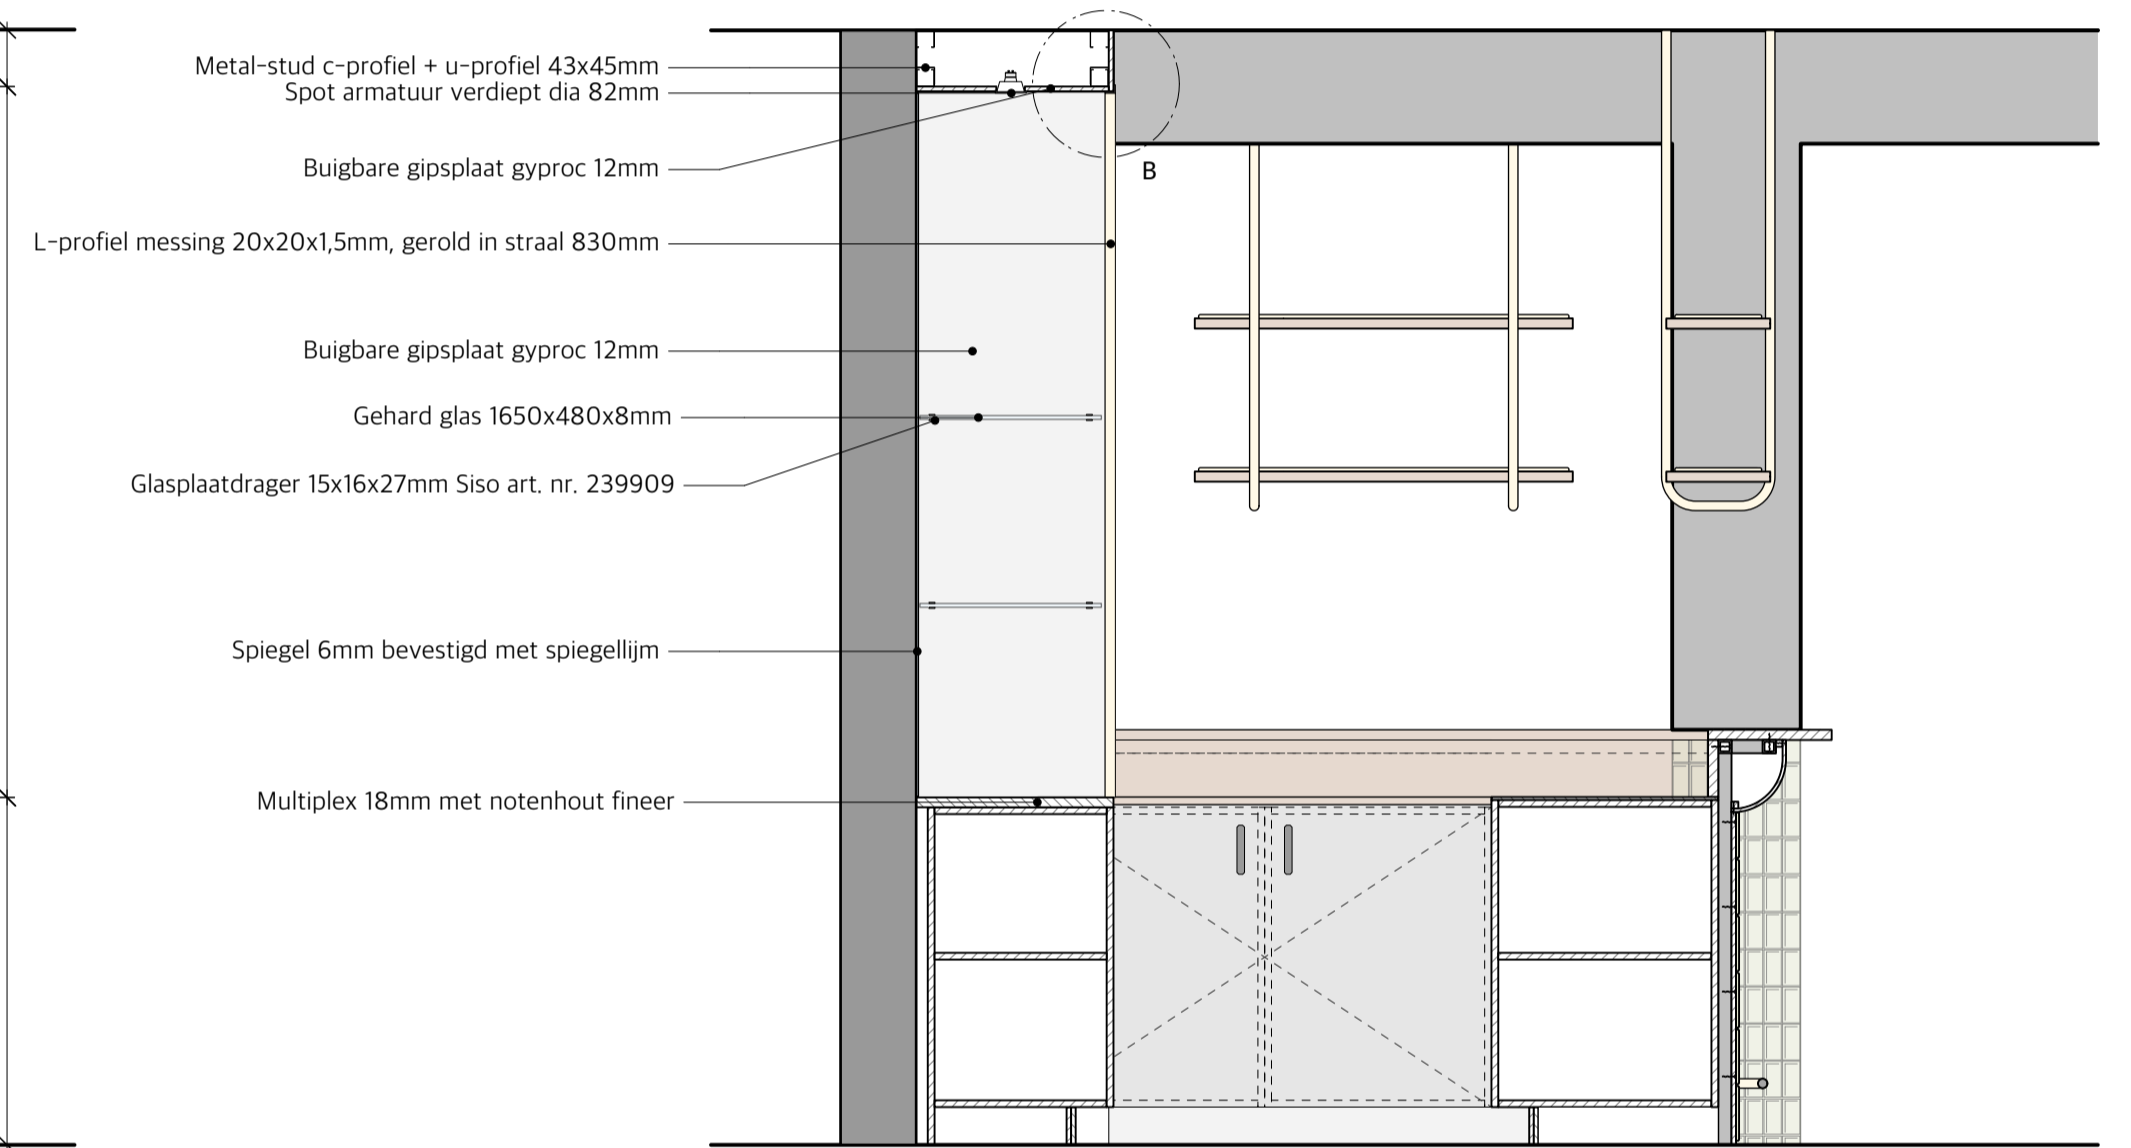 Metal-stud c-profiel + u-profiel 43x45mm
Spot armatuur verdiept dia 82mm
Buigbare gipsplaat gyproc 12mm
B
L-profiel messing 20x20x1,5mm, gerold in straal 830mm
Buigbare gipsplaat gyproc 12mm
Gehard glas 1650x480x8mm
Glasplaatdrager 15x16x27mm Siso art. nr. 239909
Spiegel 6mm bevestigd met spiegellijm
Multiplex 18mm met notenhout fineer